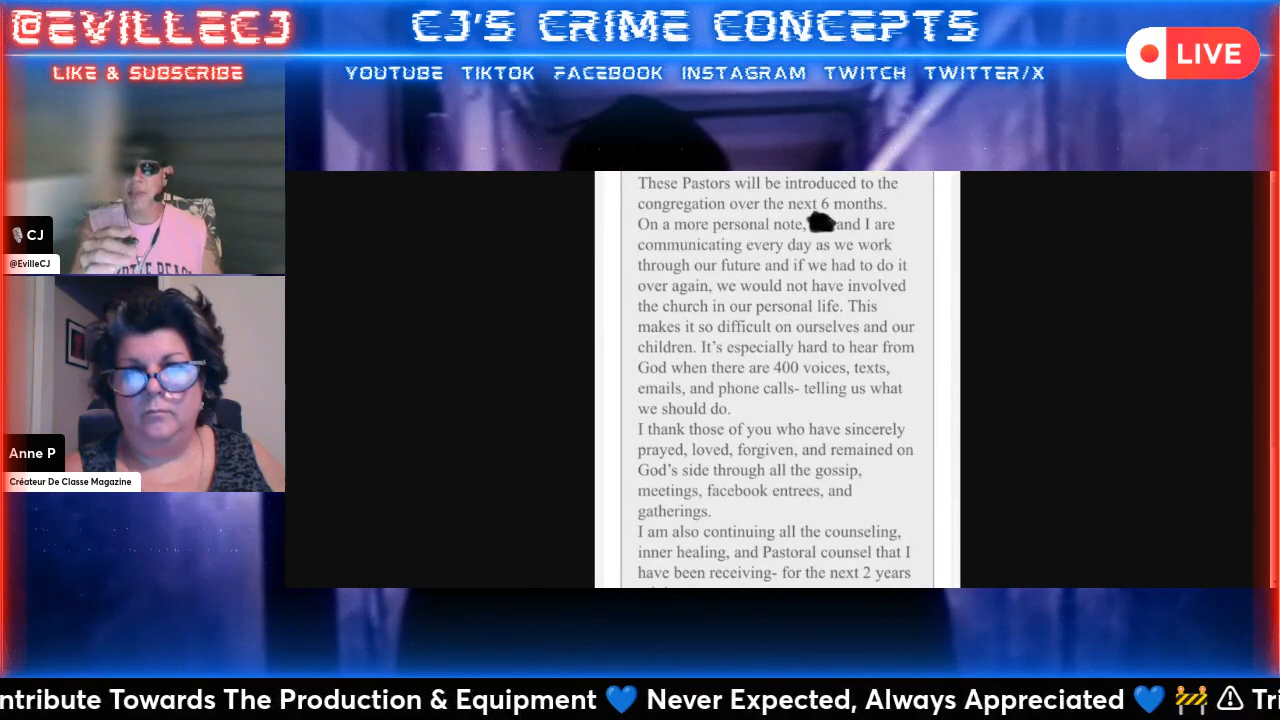 @EVILLECJ
LIKE & SUBSCRIBE
CJ'S CRIME CONCEPTS
YOUTUBE TIKTOK FACEBOOK INSTAGRAM TWITCH TWITTER/X
LIVE
CJ
@EvilleCJ
Anne P
Créateur De Classe Magazine
These Pastors will be introduced to the
congregation over the next 6 months.
On a more personal note, and I are
communicating every day as we work
through our future and if we had to do it
over again, we would not have involved
the church in our personal life. This
makes it so difficult on ourselves and our
children. It's especially hard to hear from
God when there are 400 voices, texts,
emails, and phone calls- telling us what
we should do.
I thank those of you who have sincerely
prayed, loved, forgiven, and remained on
God's side through all the gossip,
meetings, facebook entrees, and
gatherings.
I am also continuing all the counseling,
inner healing, and Pastoral counsel that I
have been receiving- for the next 2 years
ntribute Towards The Production & Equipment 💙 Never Expected, Always Appreciated 💙 🚧 ⚠ Tri